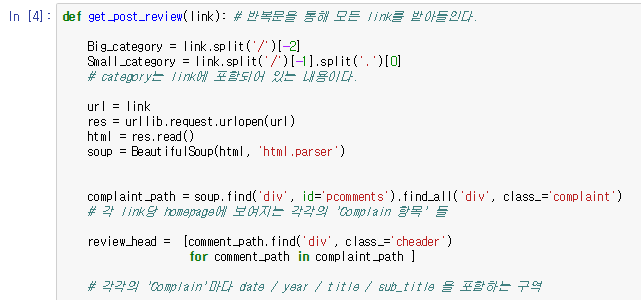 In [4]: def get_post_review(link): # 반복문을 통해 모든 link를 받아들인다.
Big_category = link.split('/')[-2]
Small_category = link.split('/')[-1].split('.')[0]
# category는 link에 포함되어 있는 내용이다.
url = link
res = urllib.request.urlopen(url)
html = res.read()
soup = BeautifulSoup(html, 'html.parser')
complaint_path = soup.find('div', id='pcomments').find_all('div', class_='complaint')
# 각 link당 homepage에 보여지는 각각의 'Complain 항목' 들
review_head =  [comment_path.find('div', class_='cheader')
for comment_path in complaint_path ]
# 각각의 'Complain'마다 date / year / title / sub_title 을 포함하는 구역